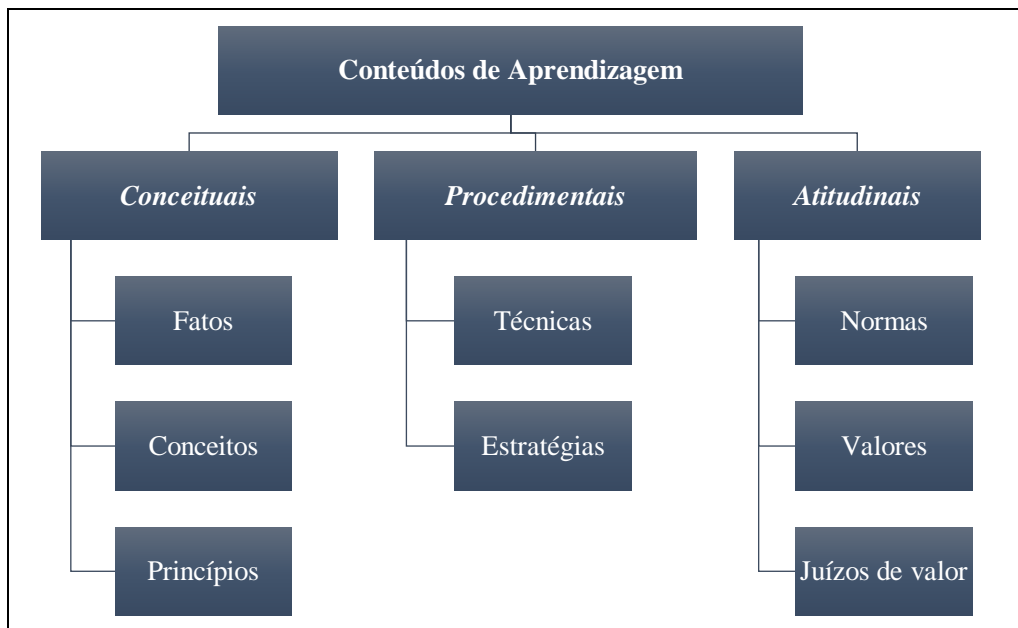 Conteúdos de Aprendizagem
Conceituais
Procedimentais
Atitudinais
Fatos
Técnicas
Normas
Conceitos
Estratégias
Valores
Princípios
Juízos de valor